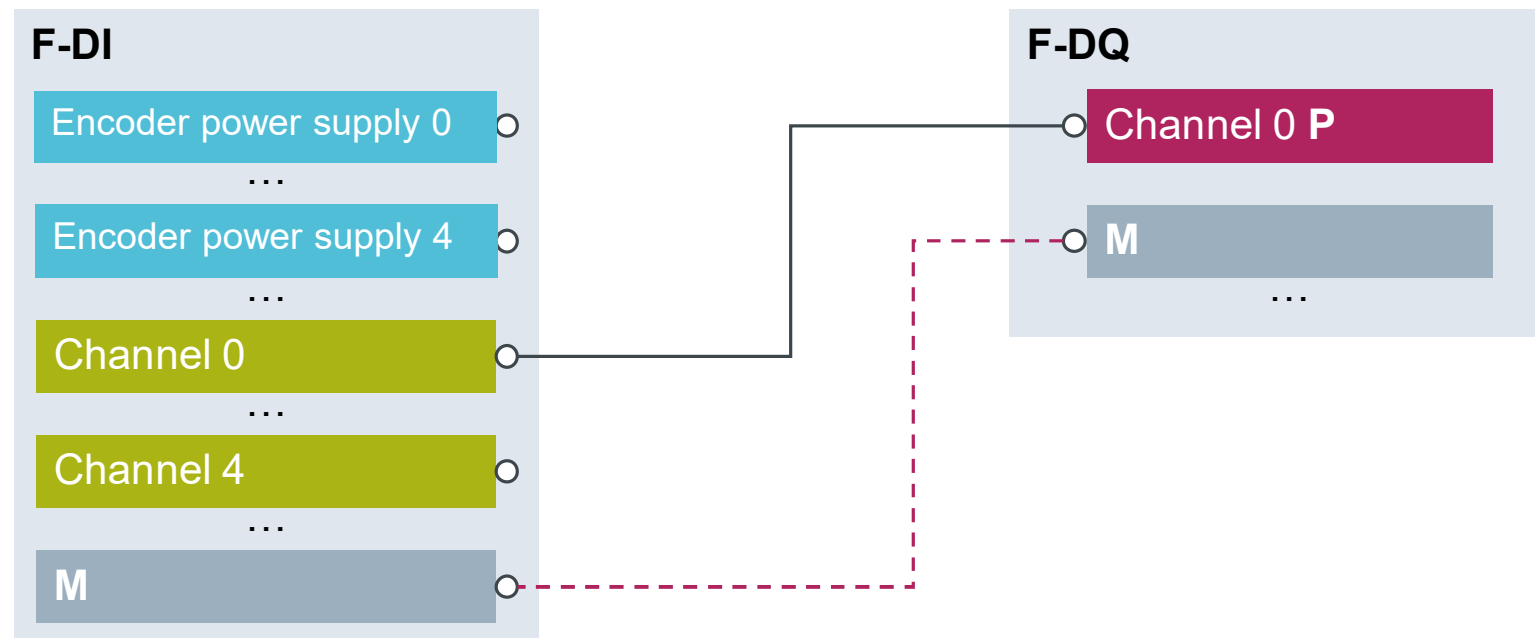 F-DI
Encoder power supply 0
...
Encoder power supply 4
...
Channel 0
...
Channel 4
...
M
F-DQ
Channel 0 P
M
...